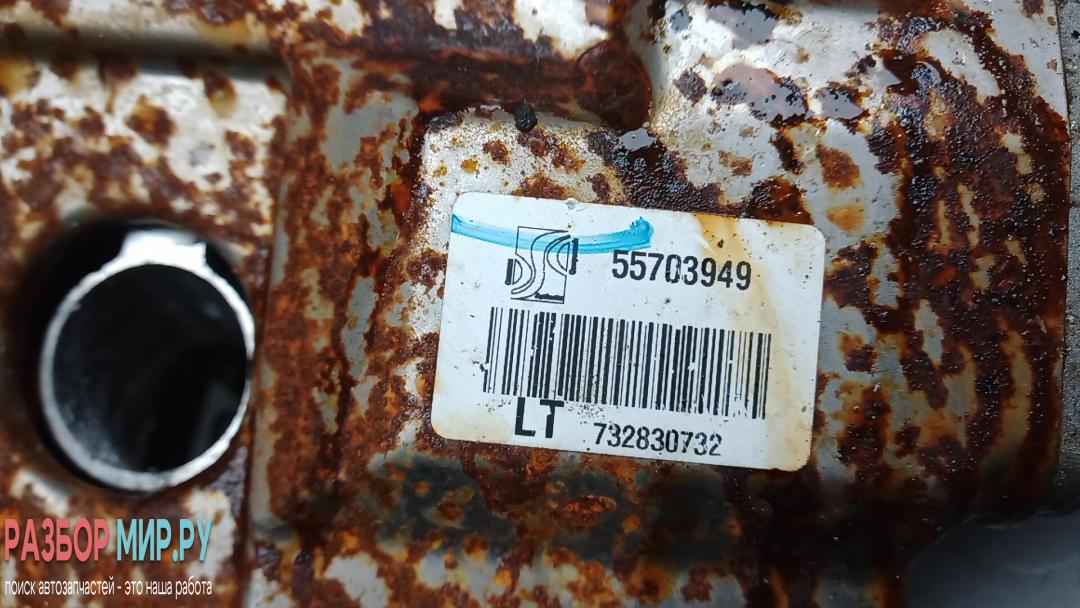 55703949
LT 732830732
РАЗБОР МИР.РУ
поиск автозапчастей - это наша работа